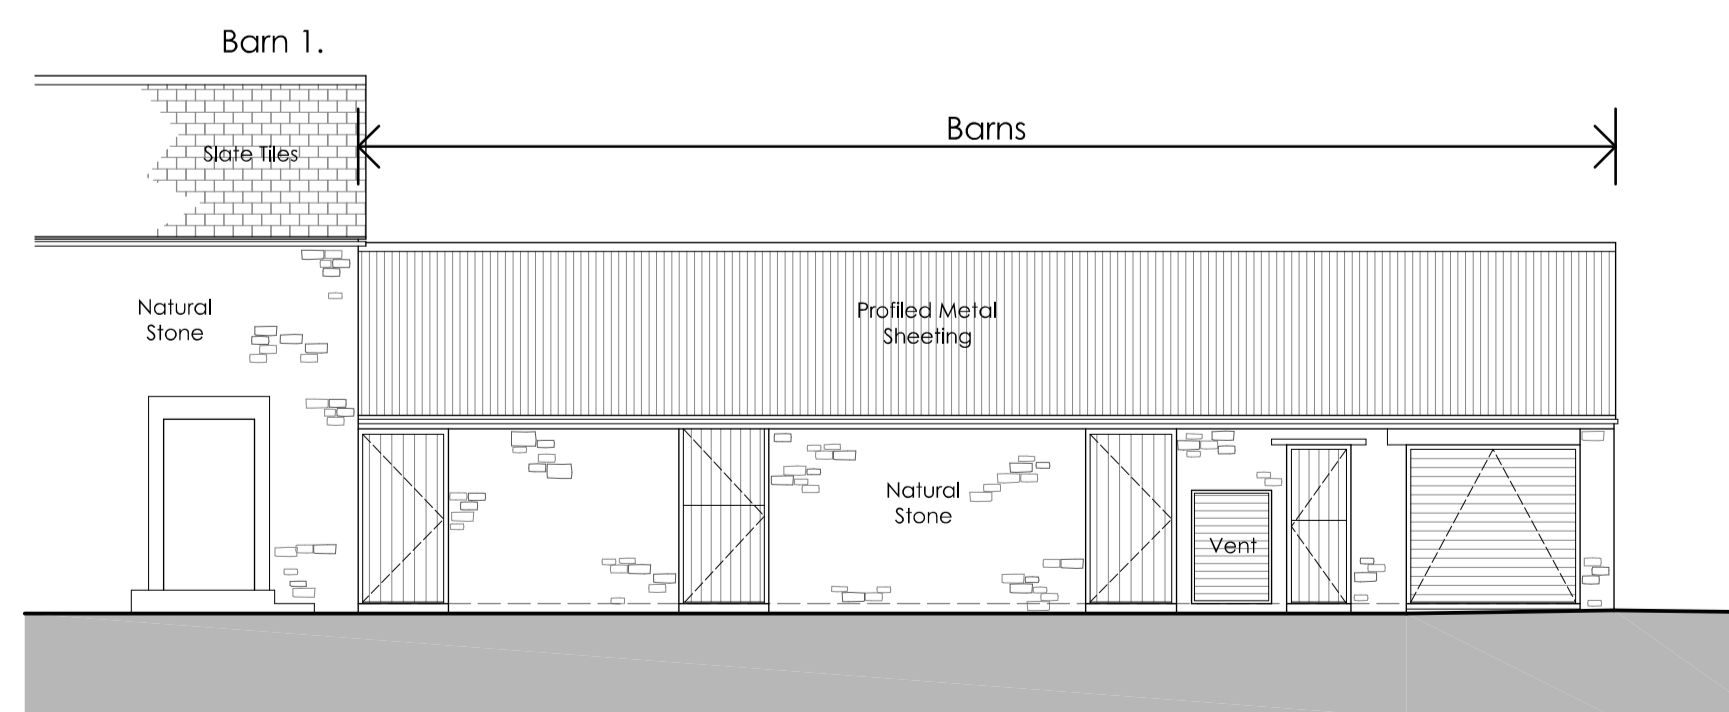 Barn 1.
Barns
Slate Tiles
Natural
Stone
Profiled Metal
Sheeting
Natural
Stone
Vent